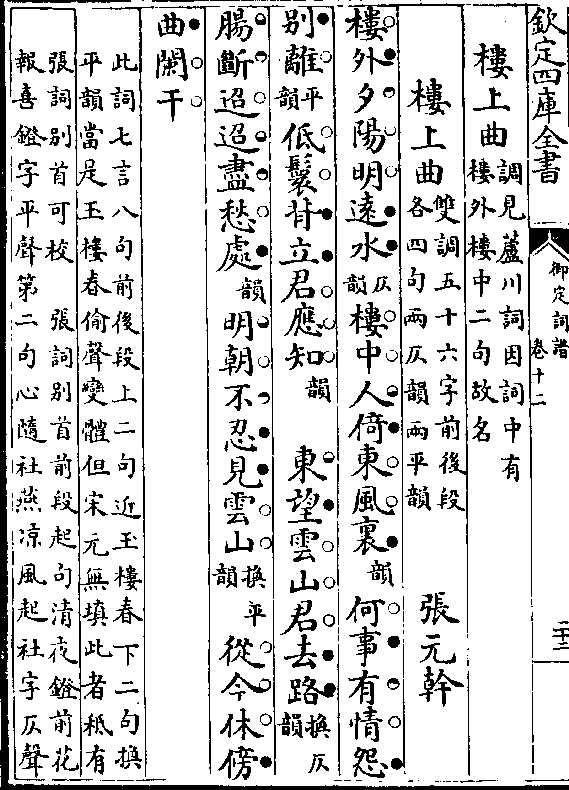 欽定四庫全書
御定詞譜
卷十二
樓上曲 調見蘆川詞因詞中有
樓外樓中二句故名
樓上曲 雙調五十六字前後段
各四句兩仄韻兩平韻
張元幹
樓外夕陽明遠水仄韻樓中人倚東風裏韻何事有情怨
别離平韻低鬟背立君應知韻 東望雲山君去路換仄韻
腸斷迢迢盡愁處韻明朝不忍見雲山換平韻從今休傍
曲闌干
此詞七言八句前後段上二句近玉樓春下二句換
平韻當是玉樓春偷聲變體但宋元無填此者秪有
張詞别首可校 張詞别首前段起句清夜鐙前花
報喜鐙字平聲第二句心隨社燕凉風起社字仄聲